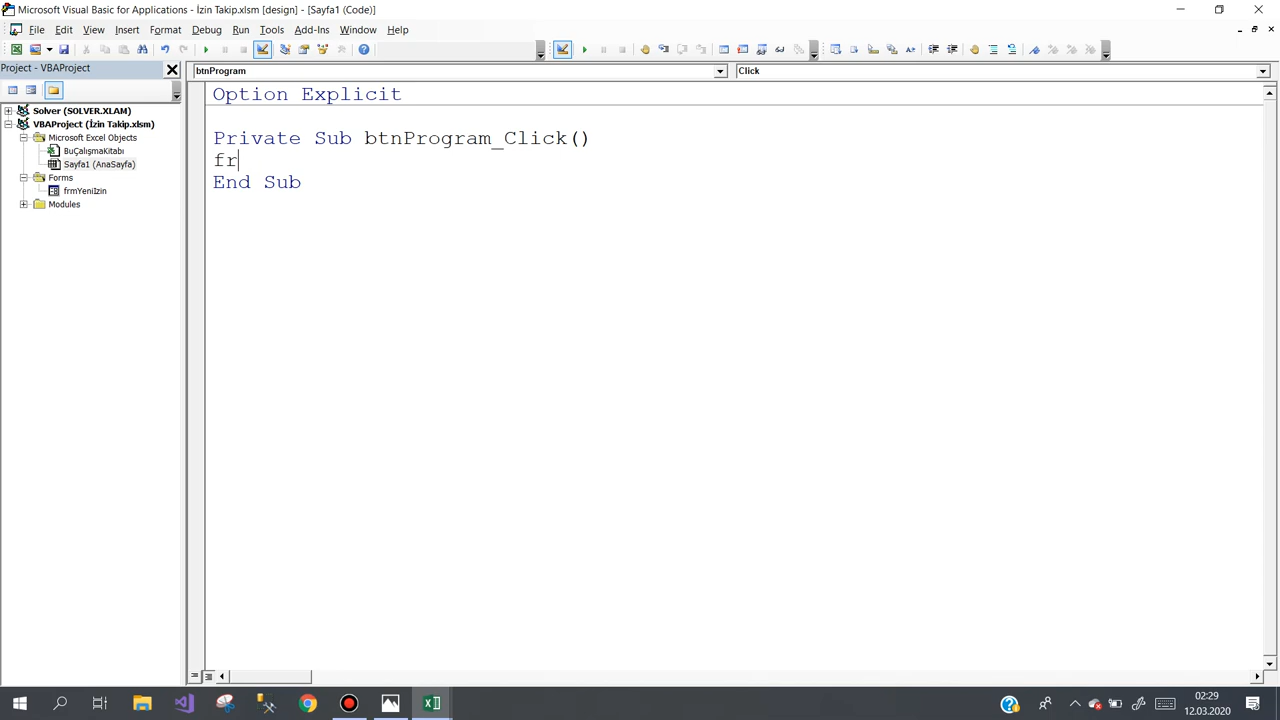 Microsoft Visual Basic for Applications - İzin Takip.xlsm [design] - [Sayfa1 (Code)]
File Edit View Insert Format Debug Run Tools Add-Ins Window Help
Project - VBAProject
btnProgram
Click
Solver (SOLVER.XLAM)
VBAProject (İzin Takip.xlsm)
Microsoft Excel Objects
BuÇalışmaKitabı
Sayfa1 (AnaSayfa)
Forms
frmYeniİzin
Modules
Option Explicit
Private Sub btnProgram_Click()
fr
End Sub
02:29
12.03.2020